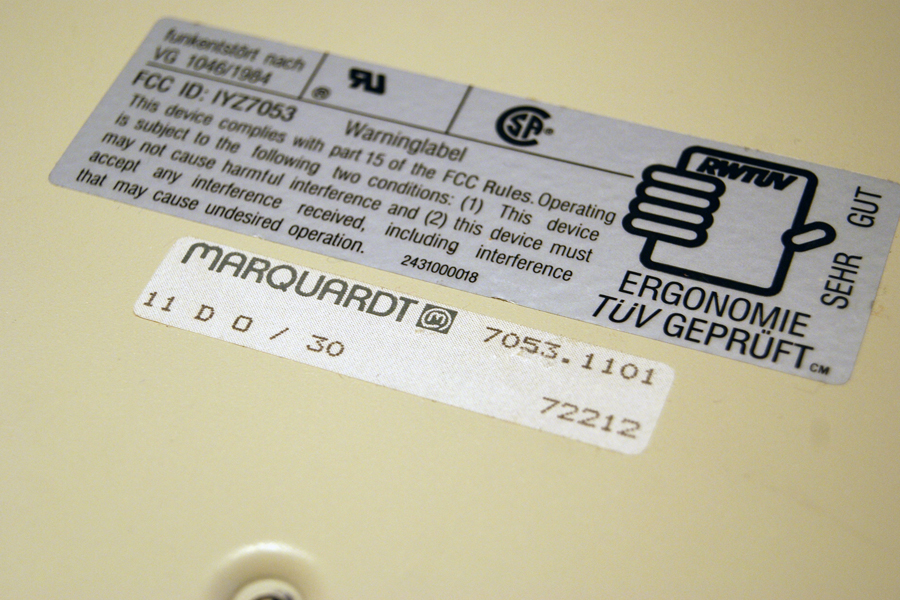 funkentstört nach
VG 1046/1984
®
FCC ID: IYZ7053
Warninglabel
This device complies with part 15 of the FCC Rules. Operating
is subject to the following two conditions: (1) This device
may not cause harmful interference and (2) this device must
accept any interference received, including interference
that may cause undesired operation.
2431000018
RU
SP
®
RWTÜV
ERGONOMIE
TÜV GEPRÜFT
CM
SEHR GUT
MARQUARDT m 7053.1101
11 D 0 / 30
72212